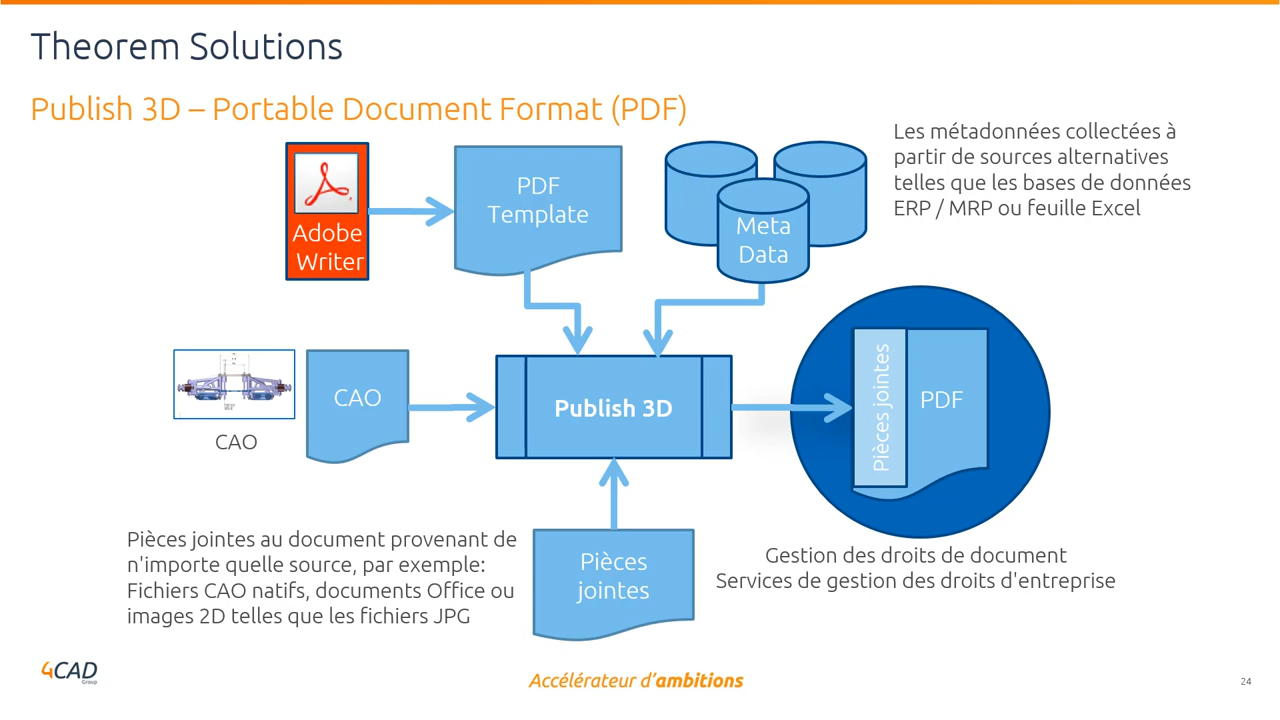 Theorem Solutions
Publish 3D – Portable Document Format (PDF)
Les métadonnées collectées à
partir de sources alternatives
telles que les bases de données
ERP / MRP ou feuille Excel
Adobe
Writer
PDF
Template
Meta
Data
CAO
CAO
Publish 3D
Pièces jointes
PDF
Pièces jointes au document provenant de
n'importe quelle source, par exemple:
Fichiers CAO natifs, documents Office ou
images 2D telles que les fichiers JPG
Pièces
jointes
Gestion des droits de document
Services de gestion des droits d'entreprise
4CAD
Group
Accélérateur d'ambitions
24